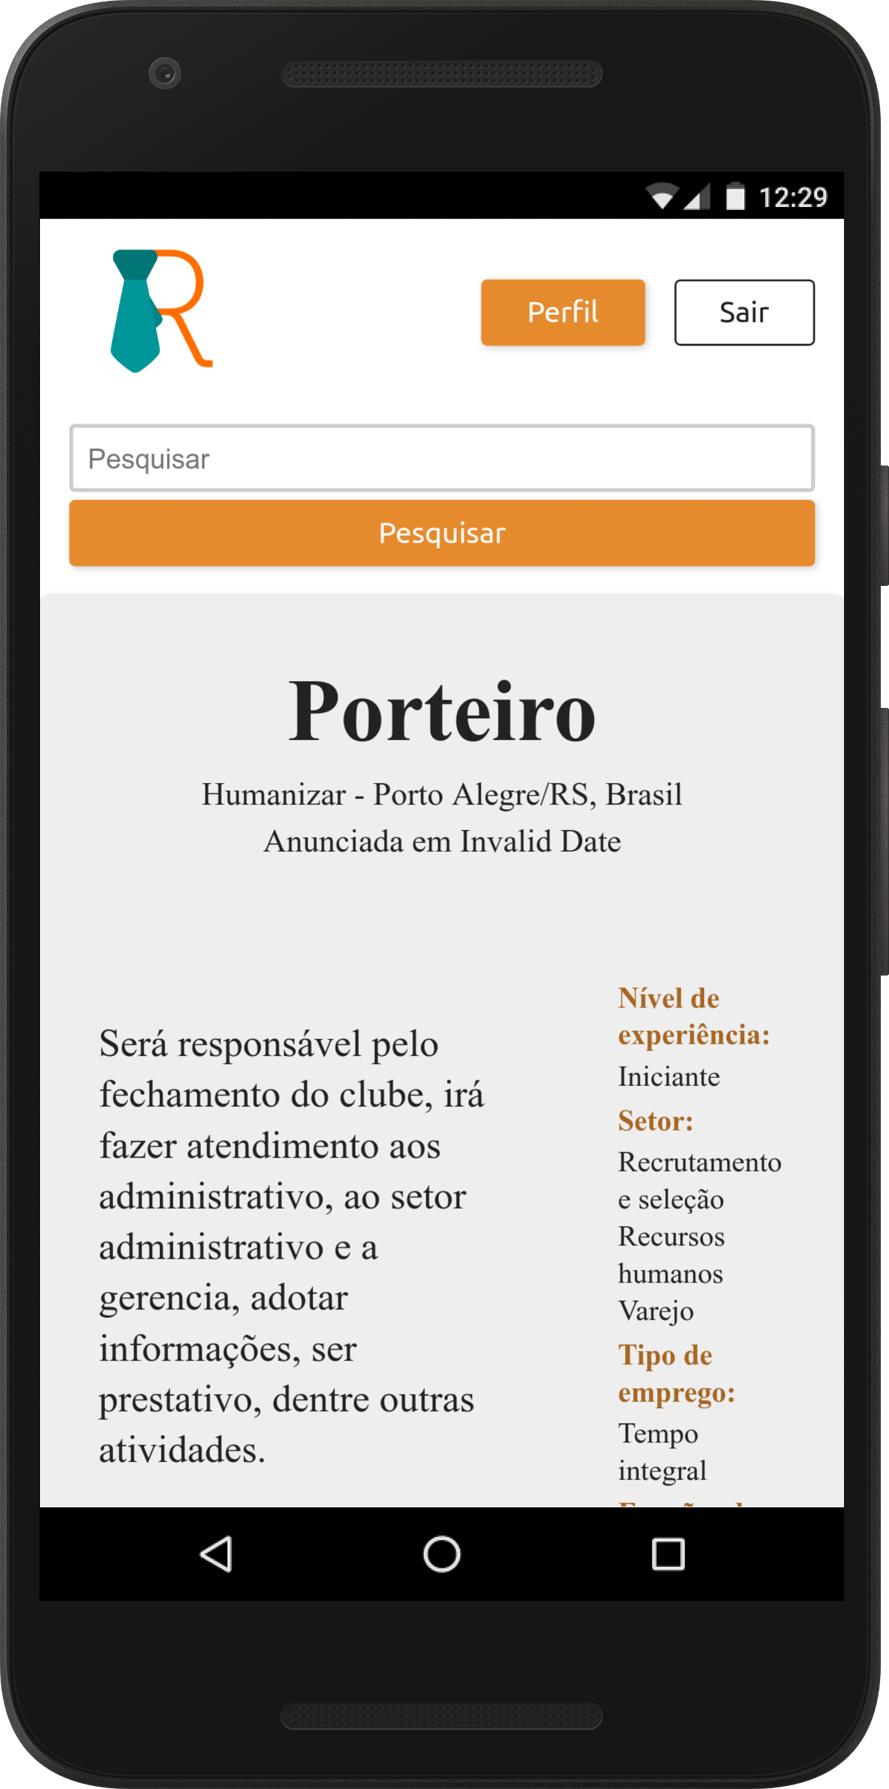 12:29
R
Perfil
Sair
Pesquisar
Pesquisar
Porteiro
Humanizar - Porto Alegre/RS, Brasil
Anunciada em Invalid Date
Será responsável pelo
fechamento do clube, irá
fazer atendimento aos
administrativo, ao setor
administrativo e a
gerencia, adotar
informações, ser
prestativo, dentre outras
atividades.
Nível de
experiência:
Iniciante
Setor:
Recrutamento
e seleção
Recursos
humanos
Varejo
Tipo de
emprego:
Tempo
integral